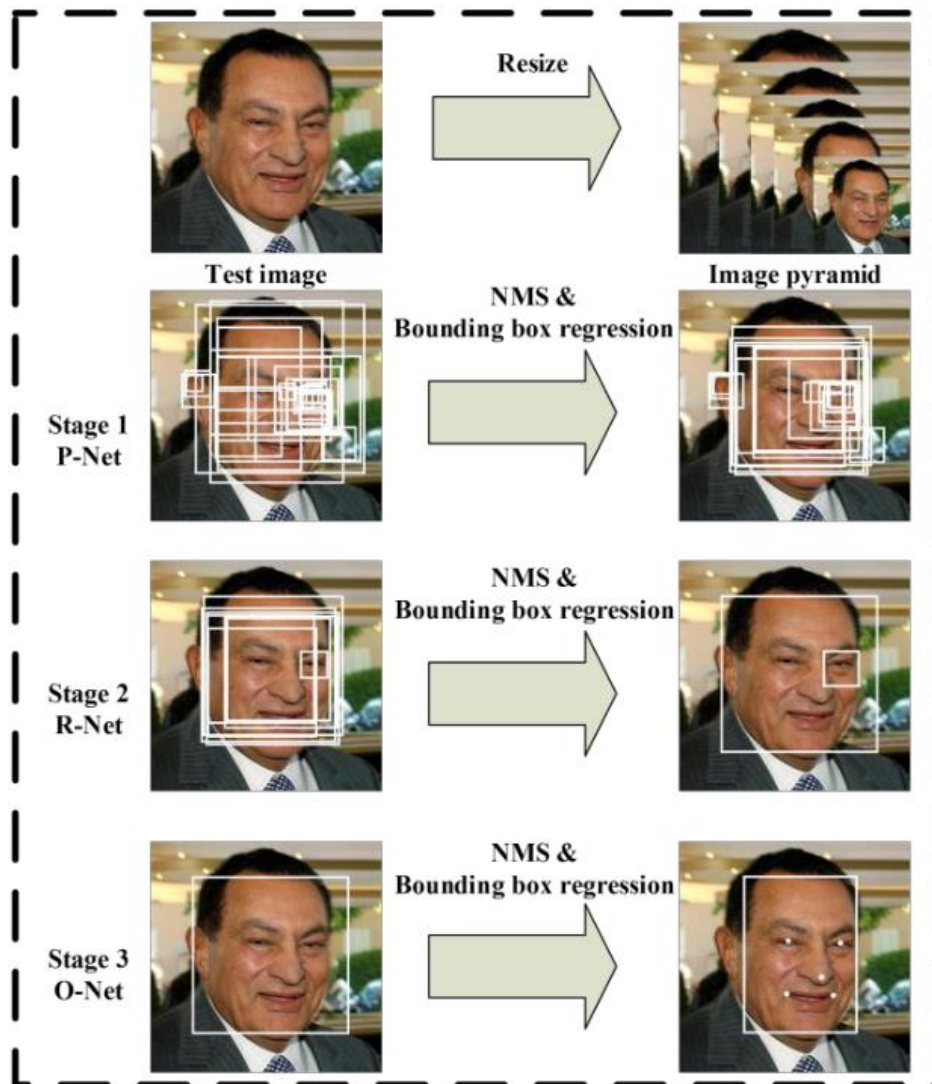 Resize
Test image
Image pyramid
NMS &
Bounding box regression
Stage 1
P-Net
NMS &
Bounding box regression
Stage 2
R-Net
NMS &
Bounding box regression
Stage 3
O-Net